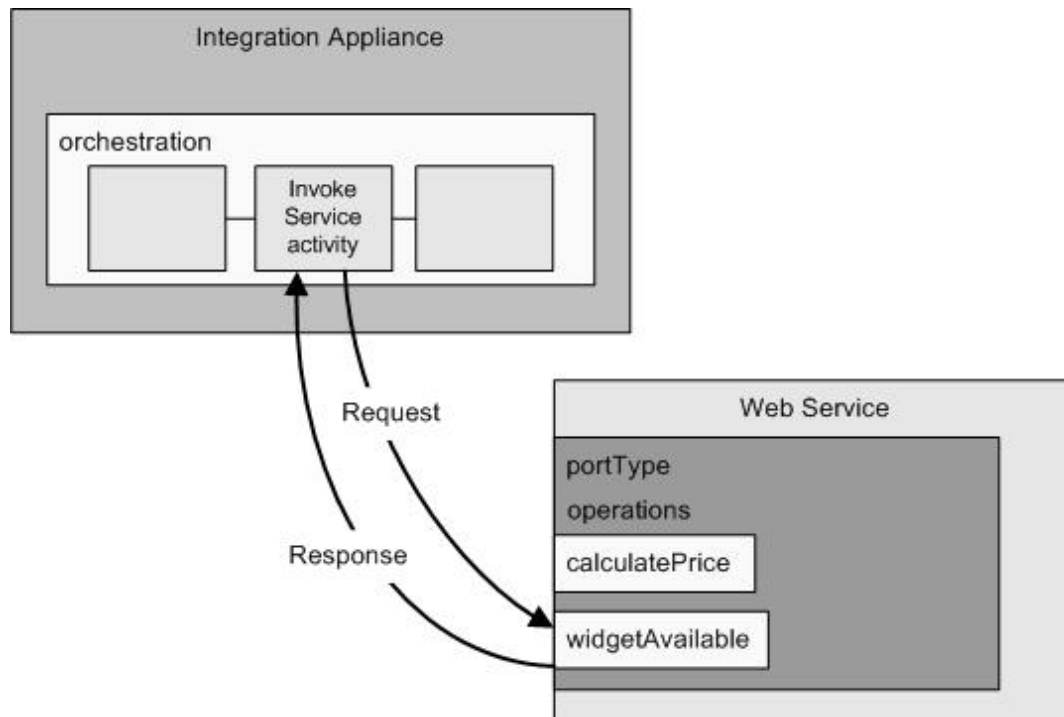 Integration Appliance
orchestration
Invoke
Service
activity
Request
Response
Web Service
portType
operations
calculatePrice
widgetAvailable